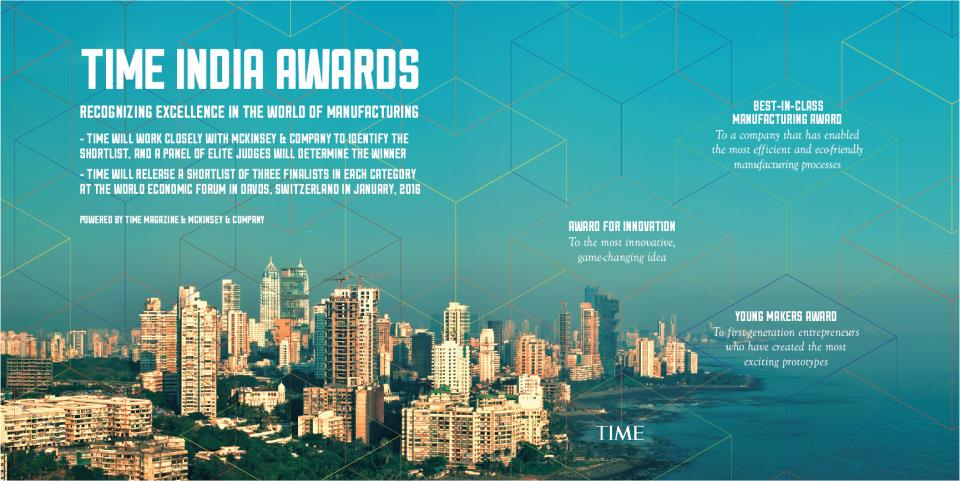 TIME INDIA AWARDS
RECOGNIZING EXCELLENCE IN THE WORLD OF MANUFACTURING
- TIME WILL WORK CLOSELY WITH MCKINSEY & COMPANY TO IDENTIFY THE
SHORTLIST, AND A PANEL OF ELITE JUDGES WILL DETERMINE THE WINNER
- TIME WILL RELEASE A SHORTLIST OF THREE FINALISTS IN EACH CATEGORY
AT THE WORLD ECONOMIC FORUM IN DAVOS, SWITZERLAND IN JANUARY, 2016
POWERED BY TIME MAGAZINE & MCKINSEY & COMPANY
BEST-IN-CLASS
MANUFACTURING AWARD
To a company that has enabled
the most efficient and eco-friendly
manufacturing processes
AWARD FOR INNOVATION
To the most innovative,
game-changing idea
YOUNG MAKERS AWARD
To first-generation entrepreneurs
who have created the most
exciting prototypes
TIME